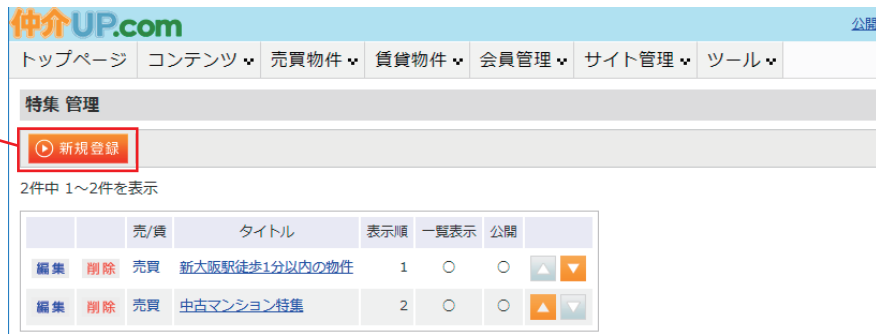 仲介UP.com
公開
トップページ コンテンツ 売買物件 賃貸物件 会員管理 サイト管理 ツール
特集 管理
新規登録
2件中 1～2件を表示
売/賃 タイトル 表示順 一覧表示 公開
編集 削除 売買 新大阪駅徒歩1分以内の物件 1 ○ ○
編集 削除 売買 中古マンション特集 2 ○ ○